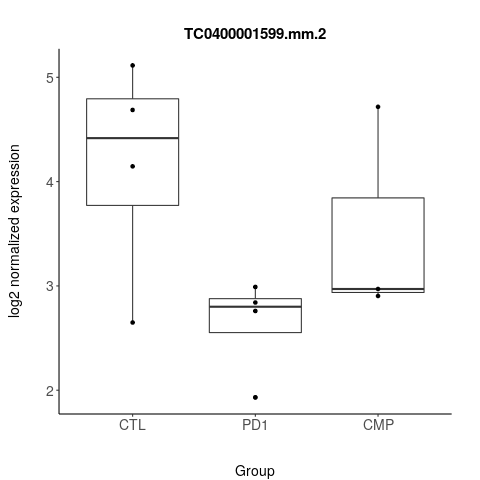 TC0400001599.mm.2
log2 normalized expression
5
4
3
2
CTL
PD1
CMP
Group